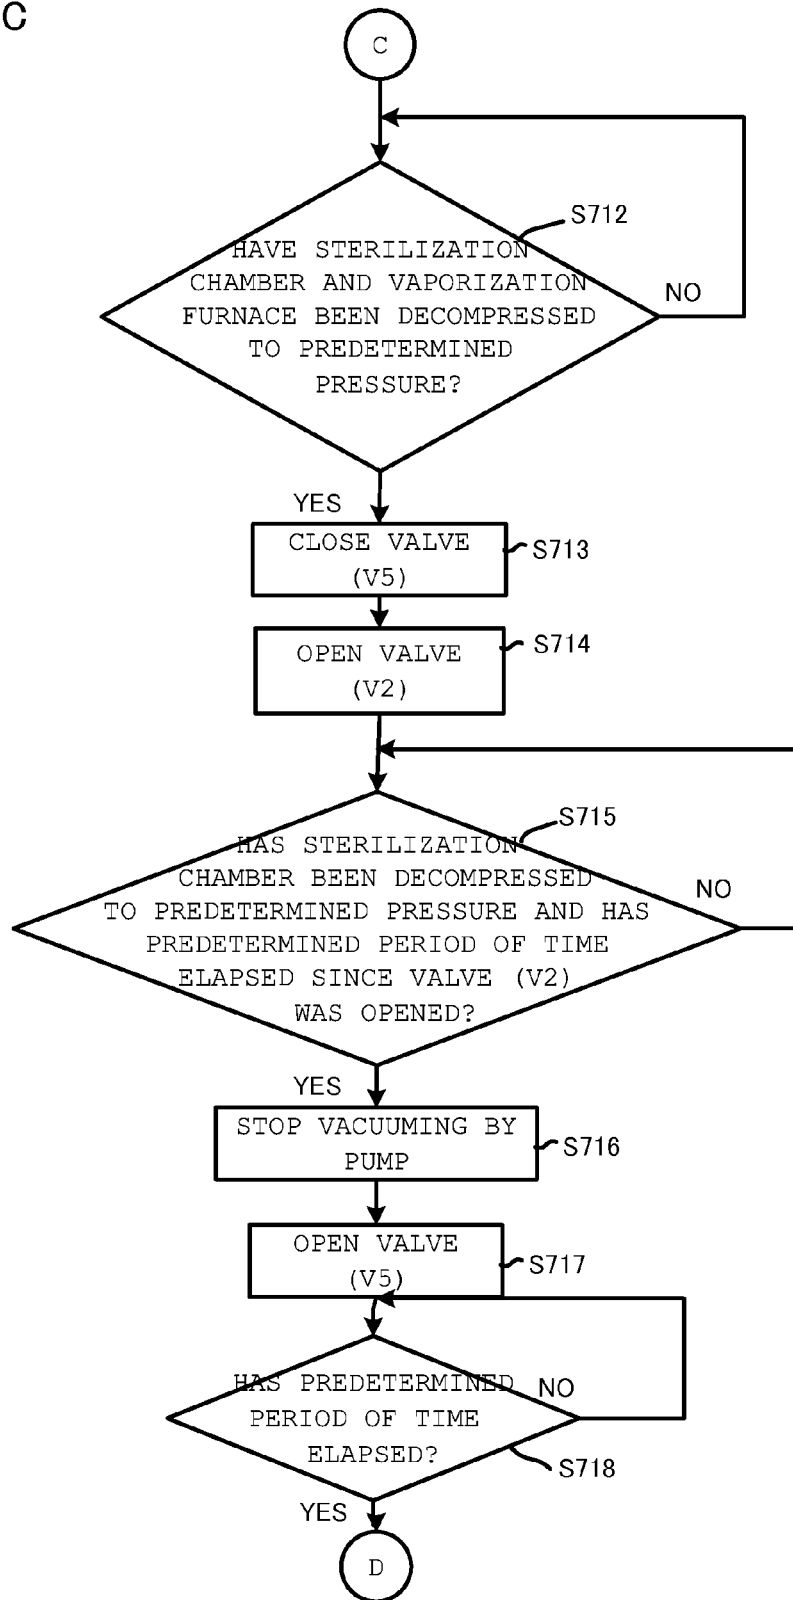 C
C
S712
HAVE STERILIZATION
CHAMBER AND VAPORIZATION
FURNACE BEEN DECOMPRESSED
TO PREDETERMINED
PRESSURE?
NO
YES
CLOSE VALVE
(V5)
S713
OPEN VALVE
(V2)
S714
S715
HAS STERILIZATION
CHAMBER BEEN DECOMPRESSED
TO PREDETERMINED PRESSURE AND HAS
PREDETERMINED PERIOD OF TIME
ELAPSED SINCE VALVE (V2)
WAS OPENED?
NO
YES
STOP VACUUMING BY
PUMP
S716
OPEN VALVE
(V5)
S717
HAS PREDETERMINED
PERIOD OF TIME
ELAPSED?
NO
S718
YES
D